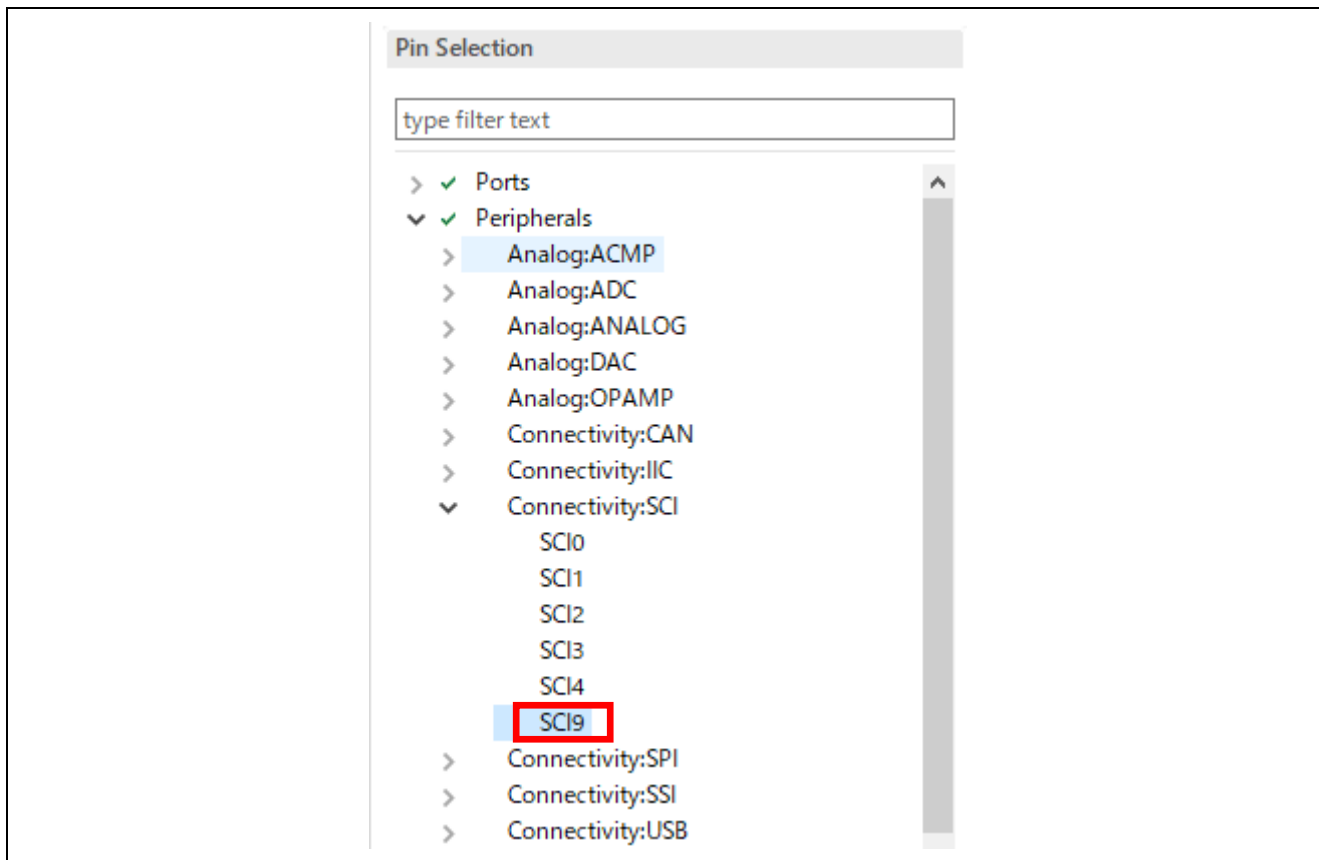 Pin Selection
type filter text
Ports
Peripherals
Analog:ACMP
Analog:ADC
Analog:ANALOG
Analog:DAC
Analog:OPAMP
Connectivity:CAN
Connectivity:IIC
Connectivity:SCI
SCI0
SCI1
SCI2
SCI3
SCI4
SCI9
Connectivity:SPI
Connectivity:SSI
Connectivity:USB